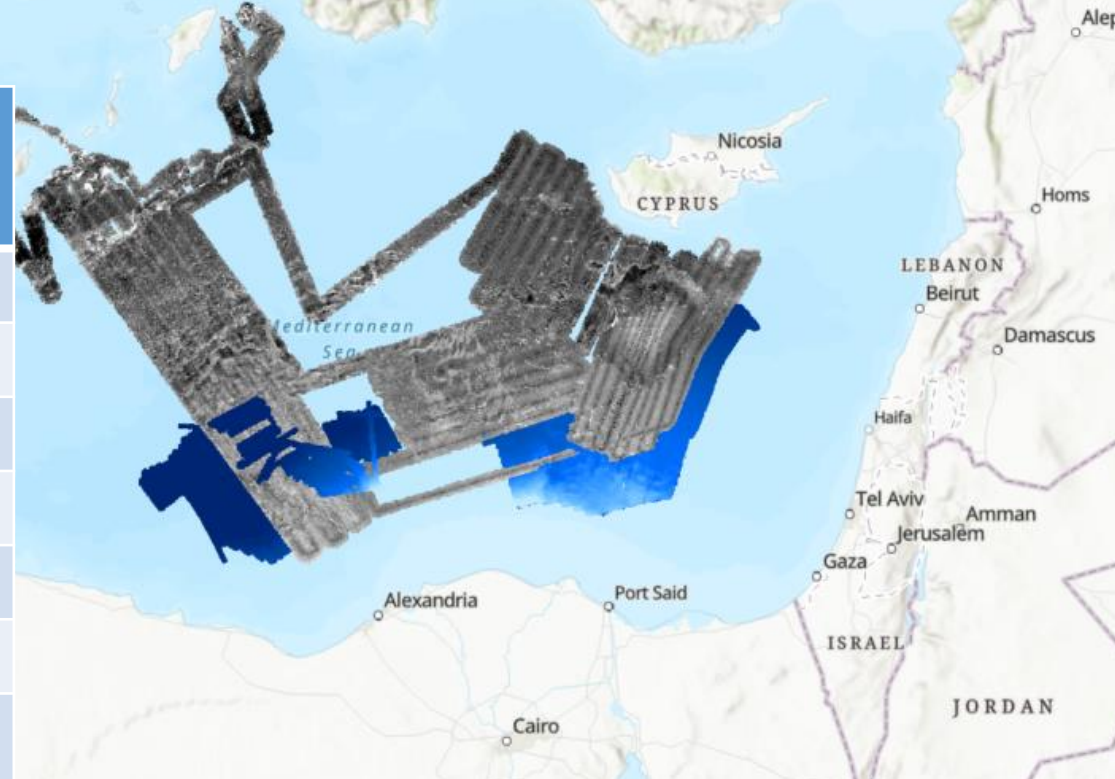 Alep
Nicosia
CYPRUS
Homs
LEBANON
Beirut
Mediterranean
Sea
Damascus
Haifa
Tel Aviv
Amman
Jerusalem
Gaza
Alexandria
Port Said
ISRAEL
JORDAN
Cairo